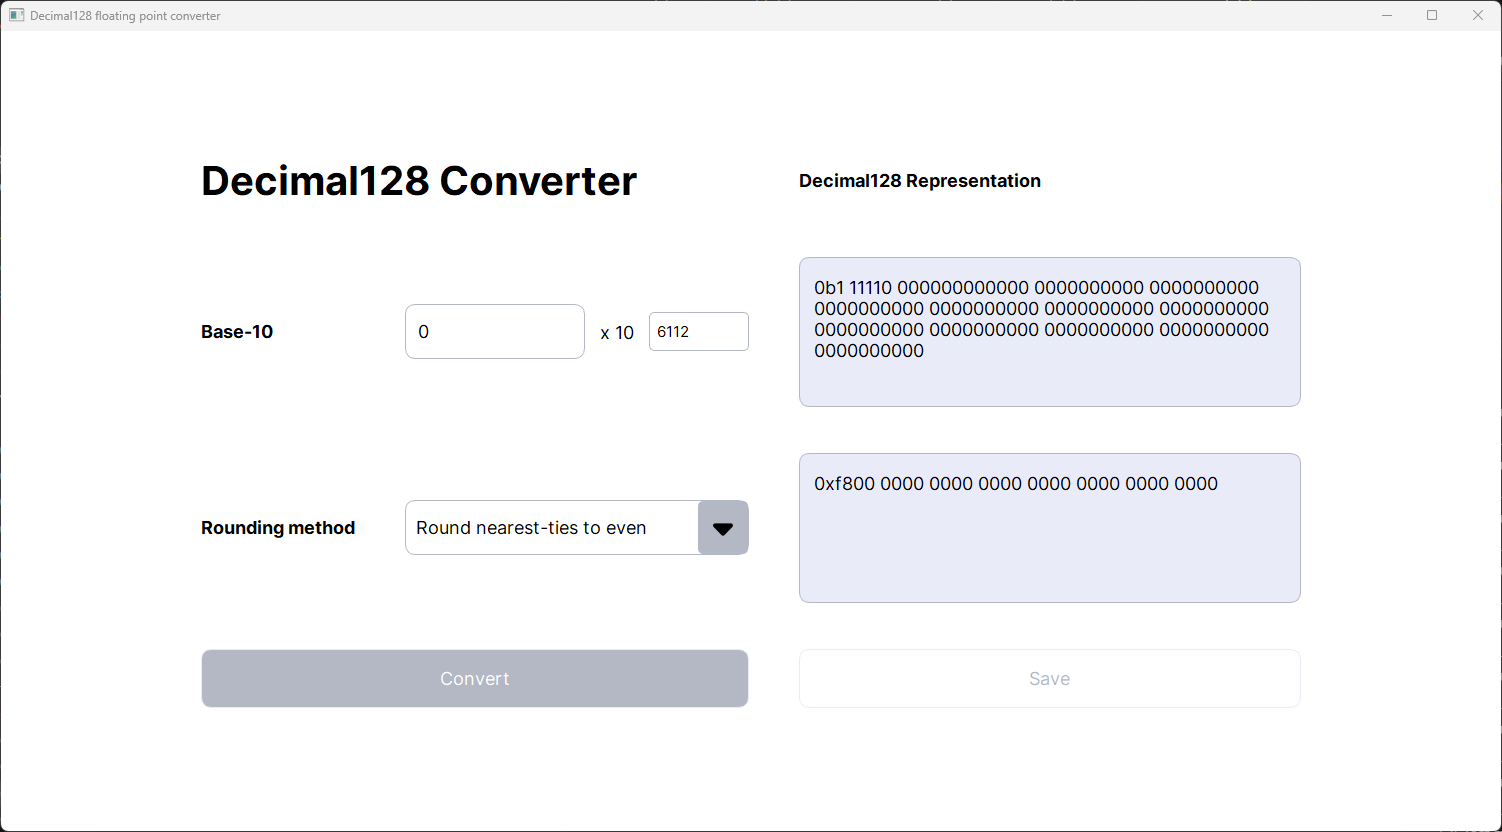 Decimal128 floating point converter
Decimal128 Converter
Base-10
0
x 10
6112
Rounding method
Round nearest-ties to even
Convert
Decimal128 Representation
0b1 11110 000000000000 0000000000 0000000000
0000000000 0000000000 0000000000 0000000000
0000000000 0000000000 0000000000 0000000000
0000000000
0xf800 0000 0000 0000 0000 0000 0000 0000
Save